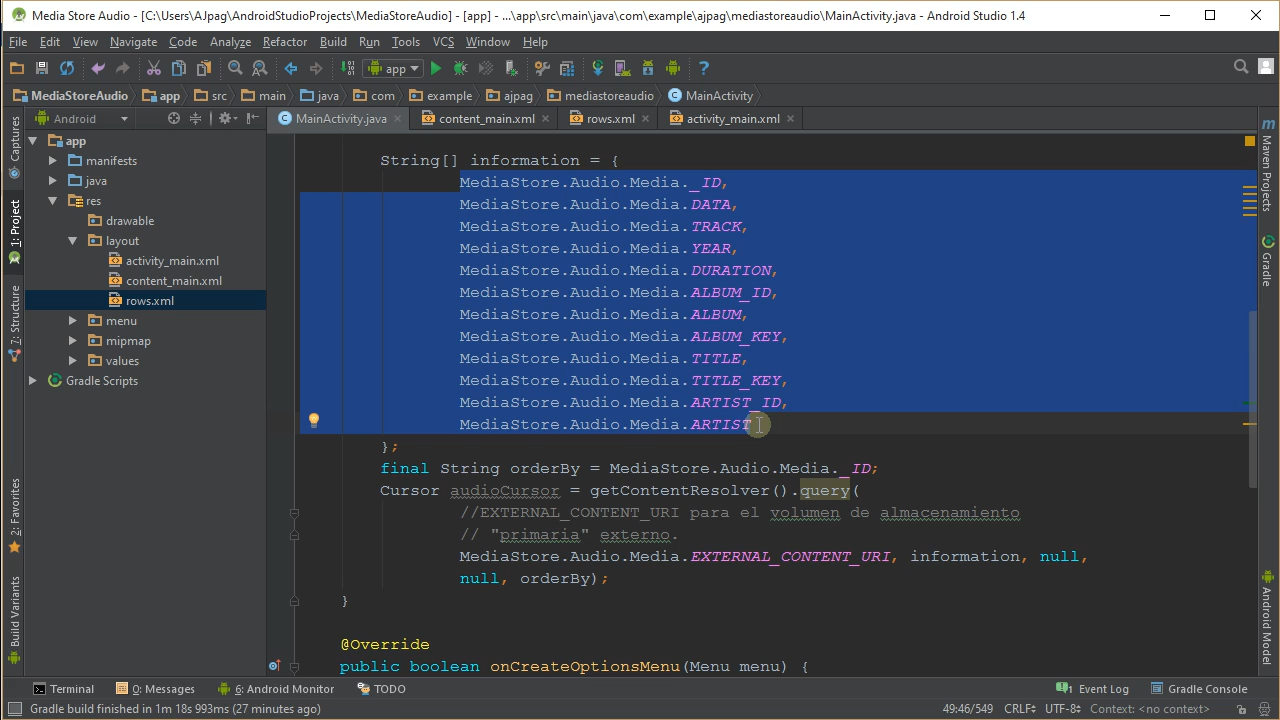 Media Store Audio - [C:\Users\AJpag\AndroidStudioProjects\MediaStoreAudio] - [app] - ...\app\src\main\java\com\example\ajpag\mediastoreaudio\MainActivity.java - Android Studio 1.4
File Edit View Navigate Code Analyze Refactor Build Run Tools VCS Window Help
app
MediaStoreAudio app src main java com example ajpag mediastoreaudio MainActivity
Android
MainActivity.java content_main.xml rows.xml activity_main.xml
Captures
1: Project
7: Structure
2: Favorites
Build Variants
app
manifests
java
res
drawable
layout
activity_main.xml
content_main.xml
rows.xml
menu
mipmap
values
Gradle Scripts
String[] information = {
MediaStore.Audio.Media._ID,
MediaStore.Audio.Media.DATA,
MediaStore.Audio.Media.TRACK,
MediaStore.Audio.Media.YEAR,
MediaStore.Audio.Media.DURATION,
MediaStore.Audio.Media.ALBUM_ID,
MediaStore.Audio.Media.ALBUM,
MediaStore.Audio.Media.ALBUM_KEY,
MediaStore.Audio.Media.TITLE,
MediaStore.Audio.Media.TITLE_KEY,
MediaStore.Audio.Media.ARTIST_ID,
MediaStore.Audio.Media.ARTIST
};
final String orderBy = MediaStore.Audio.Media._ID;
Cursor audioCursor = getContentResolver().query(
//EXTERNAL_CONTENT_URI para el volumen de almacenamiento
// "primaria" externo.
MediaStore.Audio.Media.EXTERNAL_CONTENT_URI, information, null,
null, orderBy);
}
@Override
public boolean onCreateOptionsMenu(Menu menu) {
m
Maven Projects
Gradle
Android Model
Terminal 0: Messages 6: Android Monitor TODO 1 Event Log Gradle Console
Gradle build finished in 1m 18s 993ms (27 minutes ago) 49:46/549 CRLF UTF-8 Context: <no context>